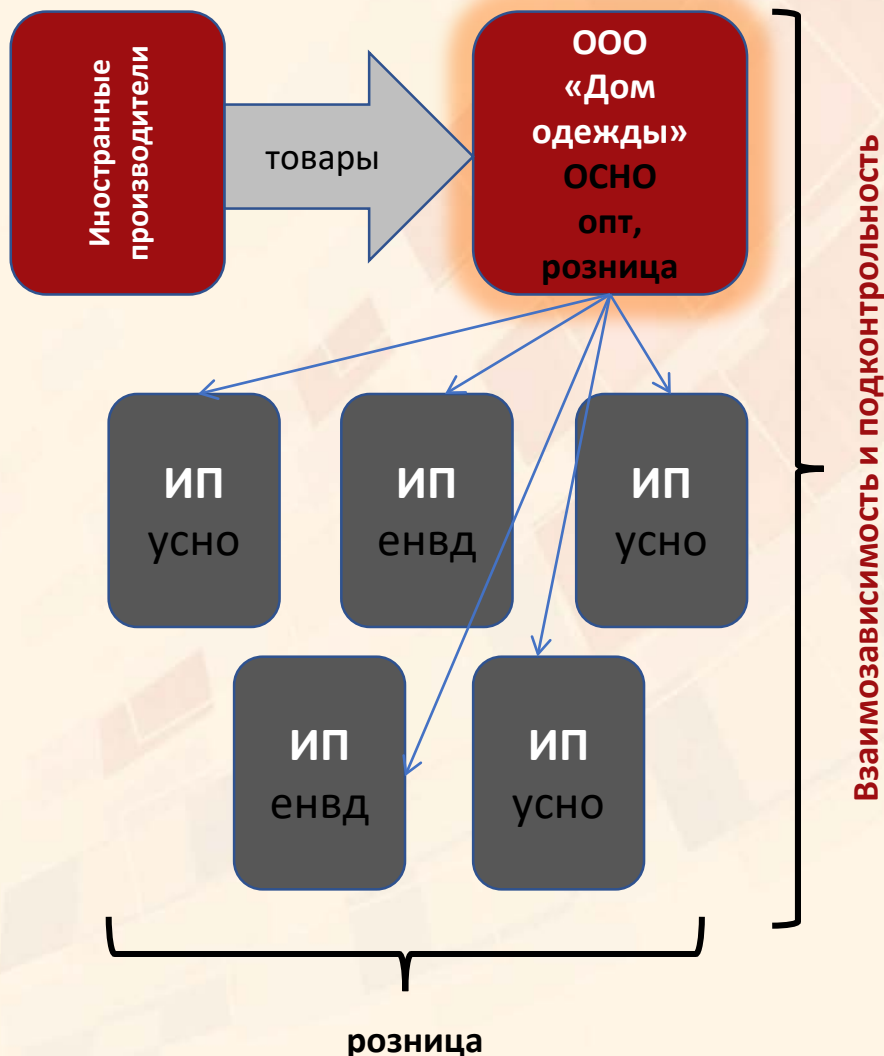 Иностранные
производители
товары
ООО
«Дом
одежды»
ОСНО
опт,
розница
ИП
усно
ИП
енвд
ИП
усно
ИП
енвд
ИП
усно
розница
Взаимозависимость и подконтрольность